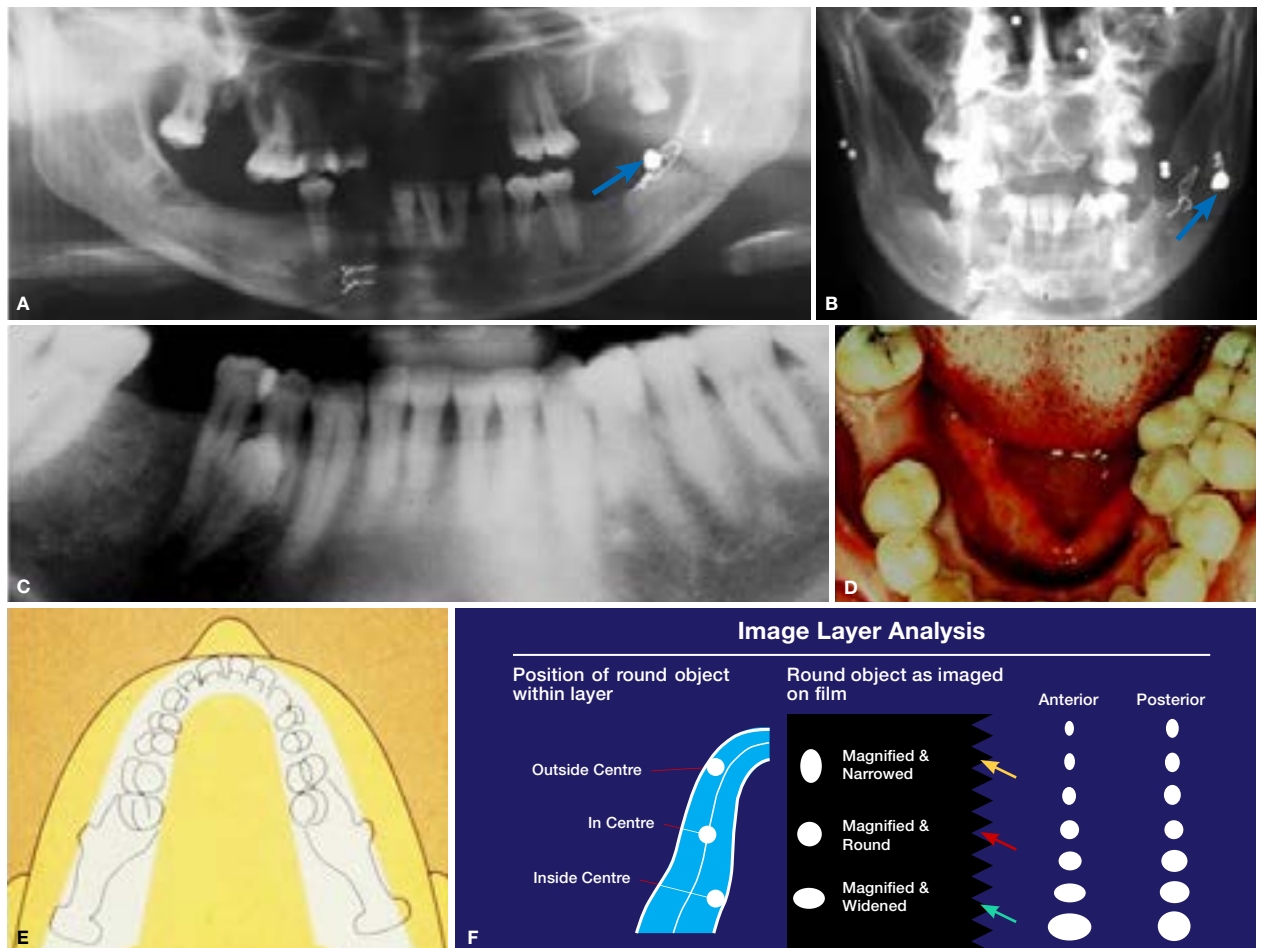 A
B
C
D
E
Image Layer Analysis
Position of round object
within layer
Round object as imaged
on film
Anterior
Posterior
Outside Centre
In Centre
Inside Centre
Magnified &
Narrowed
Magnified &
Round
Magnified &
Widened
F